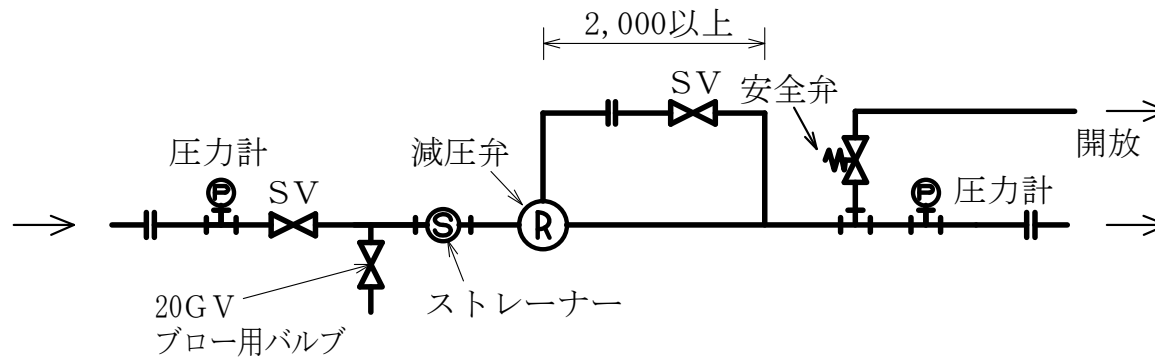 2,000以上
SV
安全弁
開放
圧力計
SV
減圧弁
圧力計
P
P
S
R
20GV
ブロー用バルブ
ストレーナー